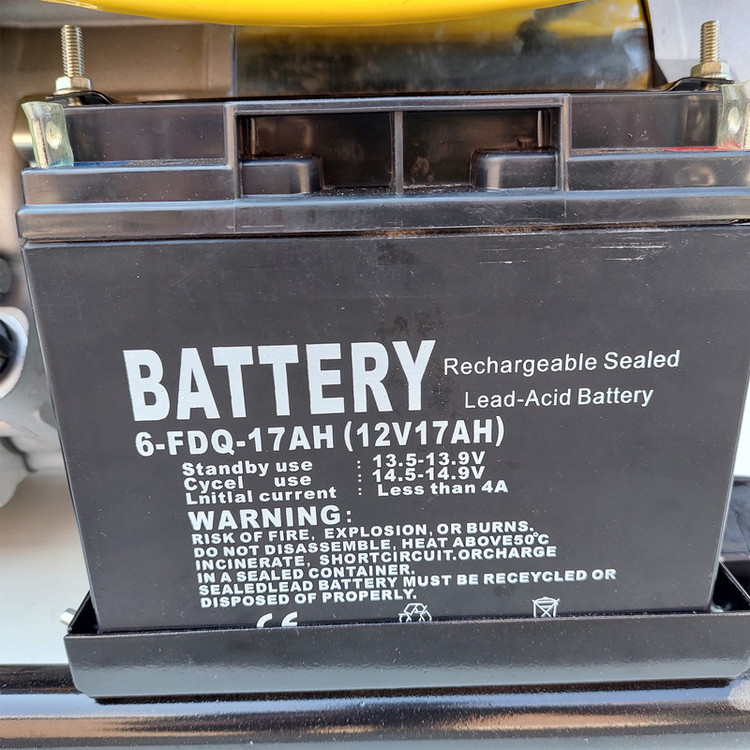 BATTERY Rechargeable Sealed
Lead-Acid Battery
6-FDQ-17AH (12V17AH)
Standby use : 13.5-13.9V
Cycel use : 14.5-14.9V
Lnitlal current : Less than 4A
WARNING:
RISK OF FIRE, EXPLOSION, OR BURNS.
DO NOT DISASSEMBLE, HEAT ABOVE50℃
INCINERATE, SHORTCIRCUIT.ORCHARGE
IN A SEALED CONTAINER.
SEALEDLEAD BATTERY MUST BE RECEYCLED OR
DISPOSED OF PROPERLY.
CE